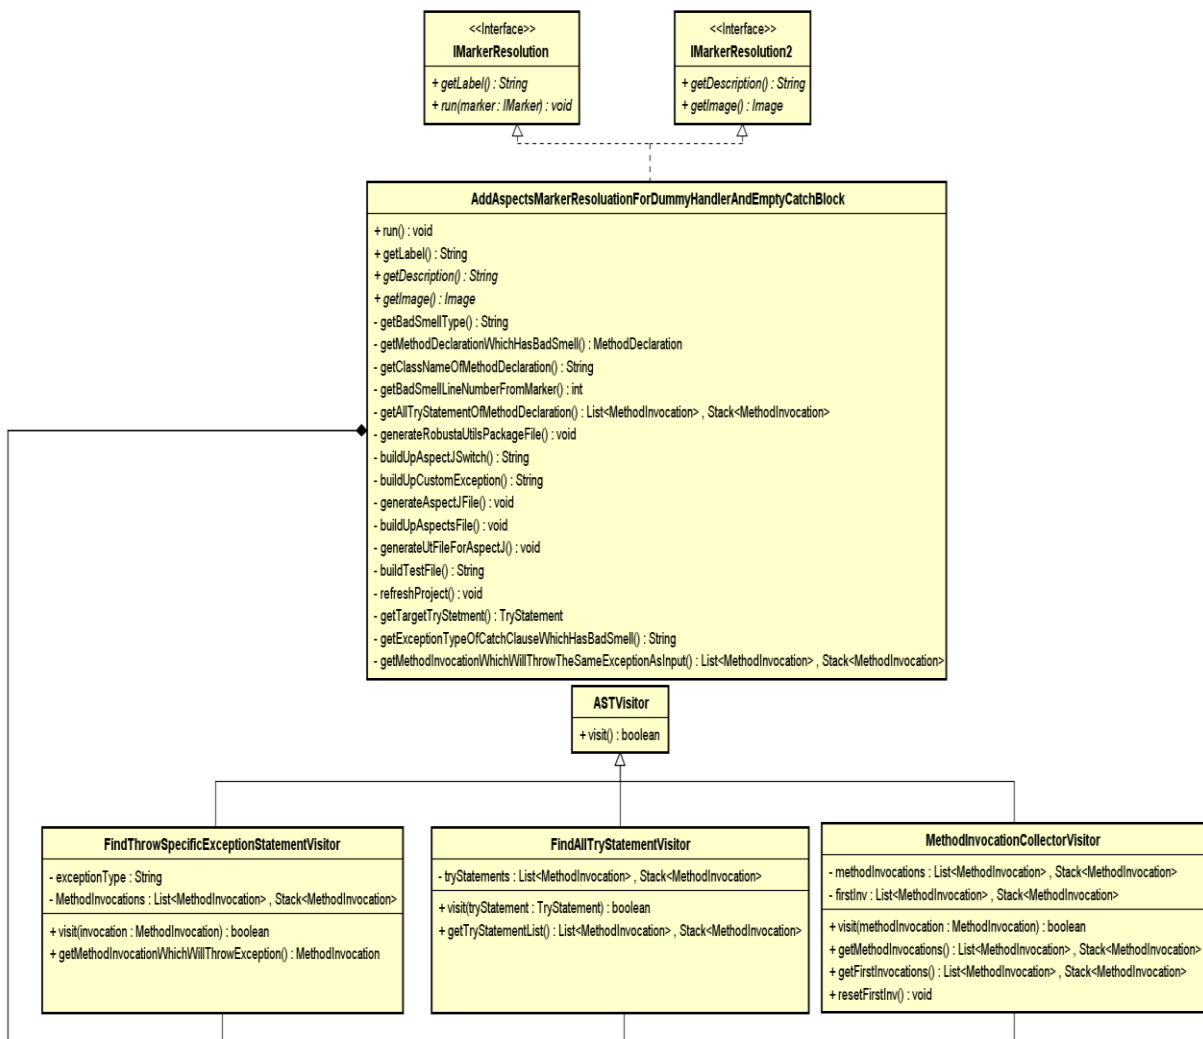 <<Interface>>
IMarkerResolution
+ getLabel() : String
+ run(marker : IMarker) : void
<<Interface>>
IMarkerResolution2
+ getDescription() : String
+ getImage() : Image
AddAspectsMarkerResoluationForDummyHandlerAndEmptyCatchBlock
+ run() : void
+ getLabel() : String
+ getDescription() : String
+ getImage() : Image
- getBadSmellType() : String
- getMethodDeclarationWhichHasBadSmell() : MethodDeclaration
- getClassNameOfMethodDeclaration() : String
- getBadSmellLineNumberFromMarker() : int
- getAllTryStatementOfMethodDeclaration() : List<MethodInvocation> , Stack<MethodInvocation>
- generateRobustaUtilsPackageFile() : void
- buildUpAspectJSwitch() : String
- buildUpCustomException() : String
- generateAspectJFile() : void
- buildUpAspectsFile() : void
- generateUtFileForAspectJ() : void
- buildTestFile() : String
- refreshProject() : void
- getTargetTryStetment() : TryStatement
- getExceptionTypeOfCatchClauseWhichHasBadSmell() : String
- getMethodInvocationWhichWillThrowTheSameExceptionAsInput() : List<MethodInvocation> , Stack<MethodInvocation>
ASTVisitor
+ visit() : boolean
FindThrowSpecificExceptionStatementVisitor
- exceptionType : String
- MethodInvocations : List<MethodInvocation> , Stack<MethodInvocation>
+ visit(invocation : MethodInvocation) : boolean
+ getMethodInvocationWhichWillThrowException() : MethodInvocation
FindAllTryStatementVisitor
- tryStatements : List<MethodInvocation> , Stack<MethodInvocation>
+ visit(tryStatement : TryStatement) : boolean
+ getTryStatementList() : List<MethodInvocation> , Stack<MethodInvocation>
MethodInvocationCollectorVisitor
- methodInvocations : List<MethodInvocation> , Stack<MethodInvocation>
- firstInv : List<MethodInvocation> , Stack<MethodInvocation>
+ visit(methodInvocation : MethodInvocation) : boolean
+ getMethodInvocations() : List<MethodInvocation> , Stack<MethodInvocation>
+ getFirstInvocations() : List<MethodInvocation> , Stack<MethodInvocation>
+ resetFirstInv() : void